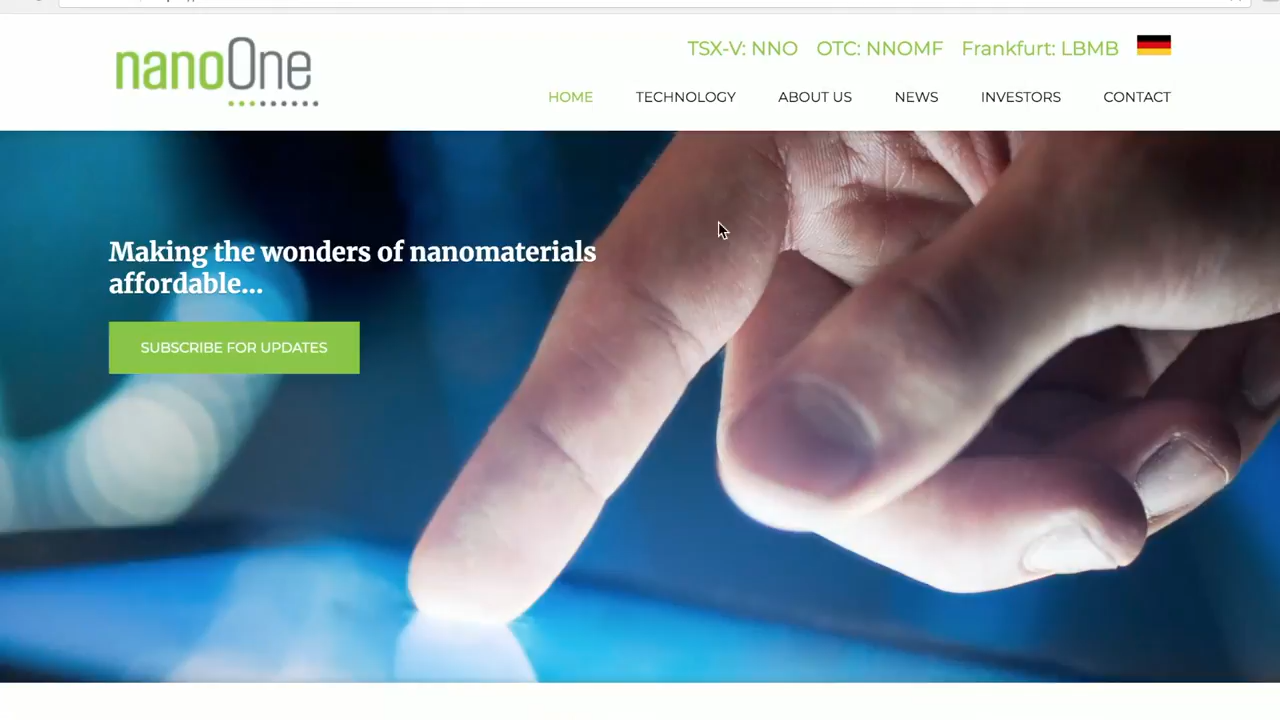 nanoOne
TSX-V: NNO OTC: NNOMF Frankfurt: LBMB
HOME TECHNOLOGY ABOUT US NEWS INVESTORS CONTACT
Making the wonders of nanomaterials
affordable...
SUBSCRIBE FOR UPDATES